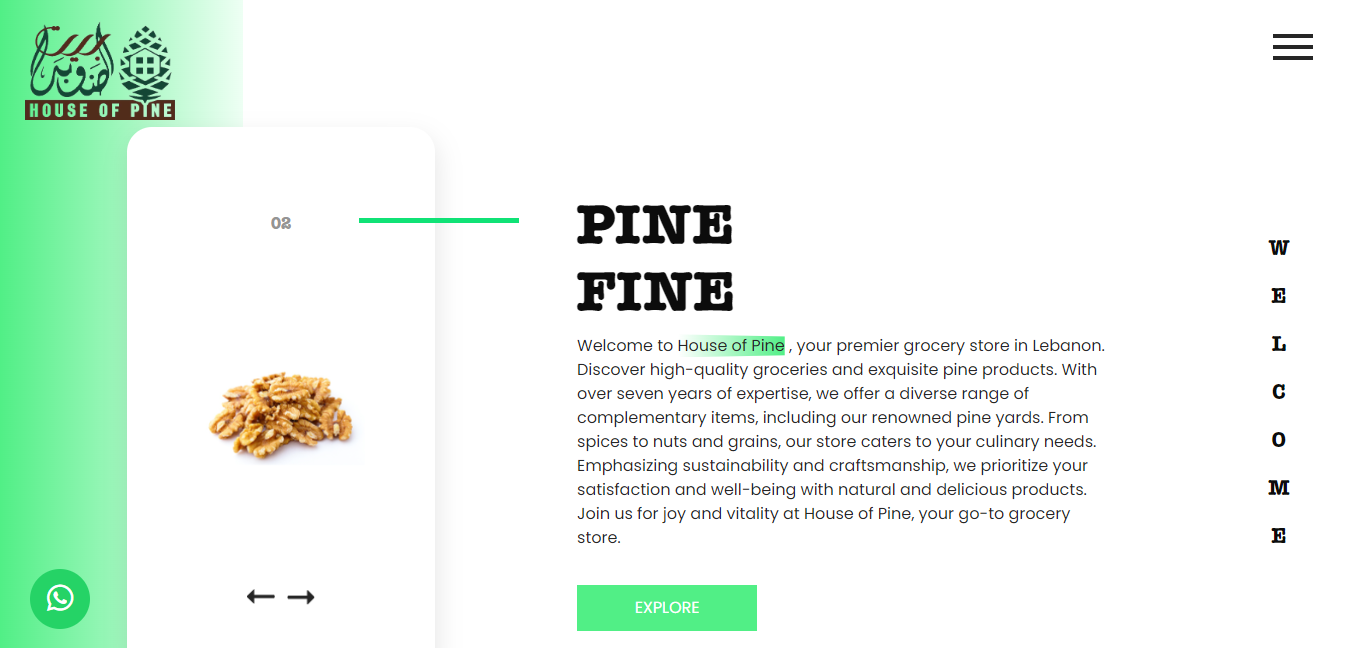 HOUSE OF PINE
02
PINE
FINE
Welcome to House of Pine , your premier grocery store in Lebanon.
Discover high-quality groceries and exquisite pine products. With
over seven years of expertise, we offer a diverse range of
complementary items, including our renowned pine yards. From
spices to nuts and grains, our store caters to your culinary needs.
Emphasizing sustainability and craftsmanship, we prioritize your
satisfaction and well-being with natural and delicious products.
Join us for joy and vitality at House of Pine, your go-to grocery
store.
EXPLORE
W
E
L
C
O
M
E